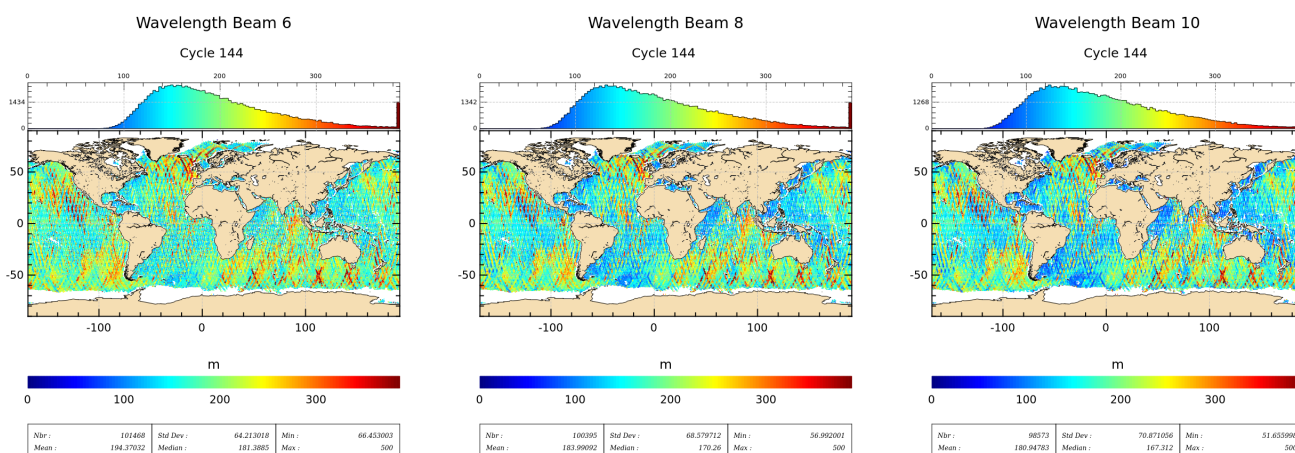 Wavelength Beam 6
Cycle 144
0 100 200 300
1434
0
50
0
-50
-100 0 100
m
0 100 200 300
Nbr : 101468 Std Dev : 64.213018 Min : 66.453003
Mean : 194.37032 Median : 181.3885 Max : 500
Wavelength Beam 8
Cycle 144
0 100 200 300
1342
0
50
0
-50
-100 0 100
m
0 100 200 300
Nbr : 100395 Std Dev : 68.579712 Min : 56.992001
Mean : 183.99092 Median : 170.26 Max : 500
Wavelength Beam 10
Cycle 144
0 100 200 300
1268
0
50
0
-50
-100 0 100
m
0 100 200 300
Nbr : 98573 Std Dev : 70.871056 Min : 51.655998
Mean : 180.94783 Median : 167.312 Max : 500